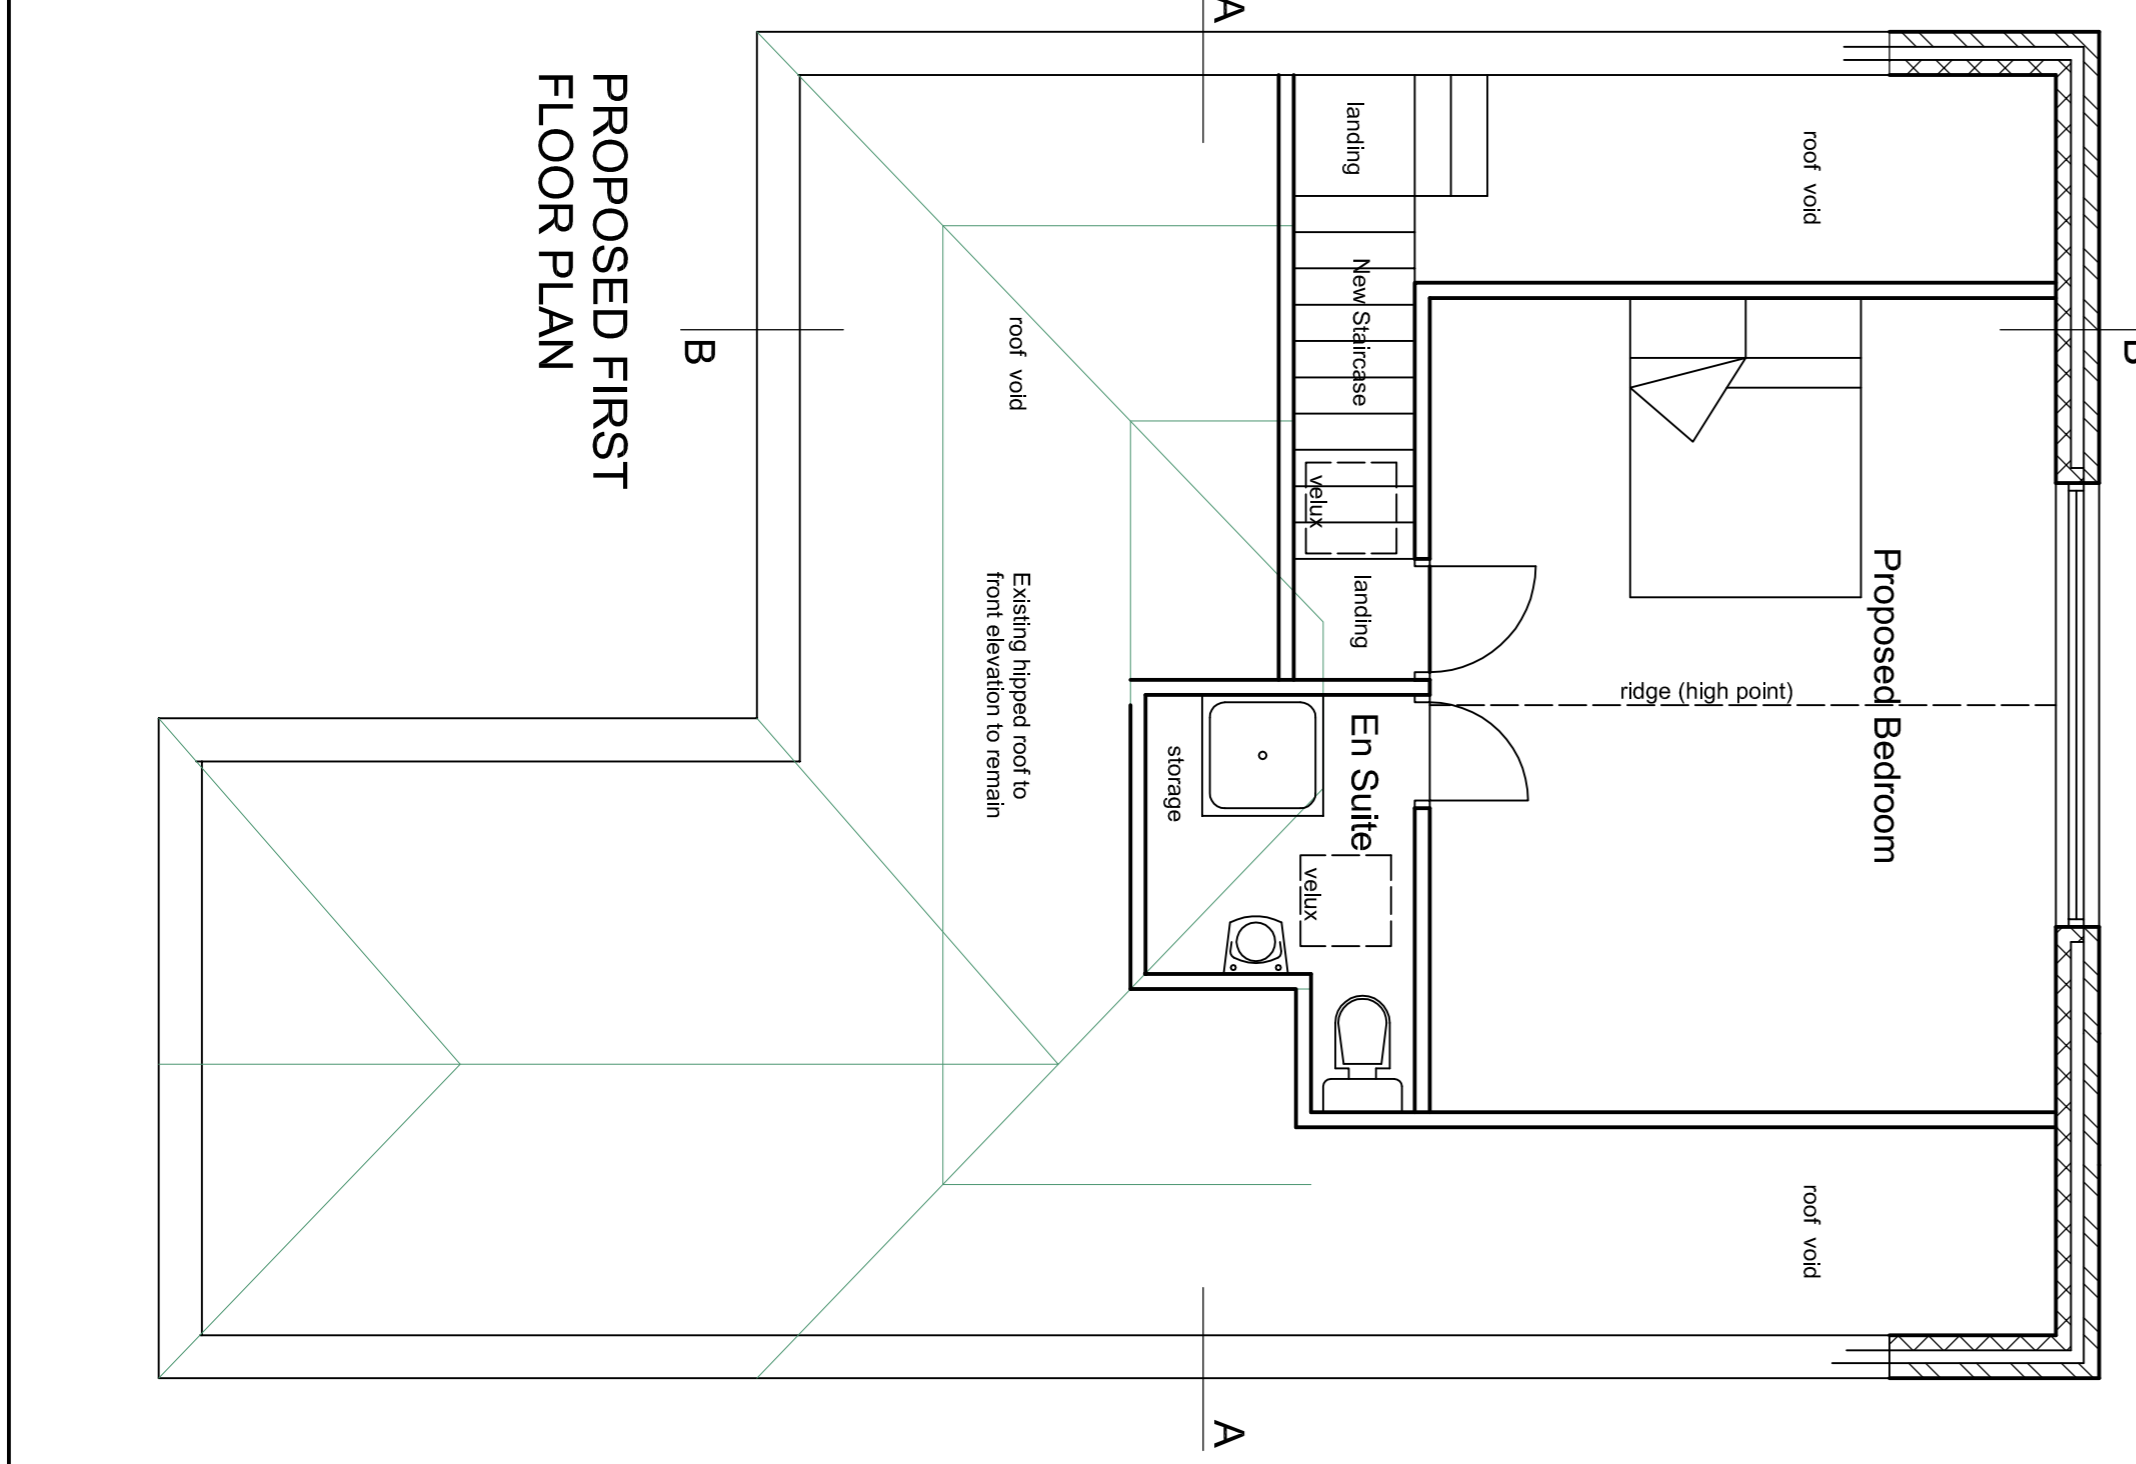 A
B
roof void
Proposed Bedroom
ridge (high point)
roof void
landing
New Staircase
velux
landing
En Suite
velux
storage
A
roof void
Existing hipped roof to
front elevation to remain
B
PROPOSED FIRST
FLOOR PLAN